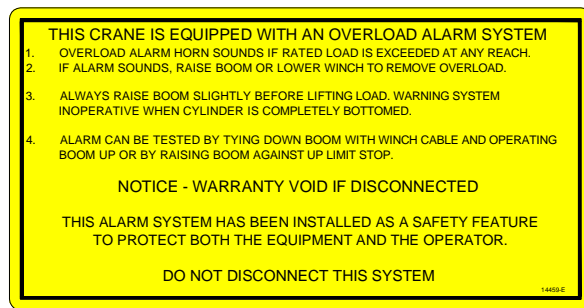 THIS CRANE IS EQUIPPED WITH AN OVERLOAD ALARM SYSTEM
1. OVERLOAD ALARM HORN SOUNDS IF RATED LOAD IS EXCEEDED AT ANY REACH.
2. IF ALARM SOUNDS, RAISE BOOM OR LOWER WINCH TO REMOVE OVERLOAD.
3. ALWAYS RAISE BOOM SLIGHTLY BEFORE LIFTING LOAD. WARNING SYSTEM
INOPERATIVE WHEN CYLINDER IS COMPLETELY BOTTOMED.
4. ALARM CAN BE TESTED BY TYING DOWN BOOM WITH WINCH CABLE AND OPERATING
BOOM UP OR BY RAISING BOOM AGAINST UP LIMIT STOP.
NOTICE - WARRANTY VOID IF DISCONNECTED
THIS ALARM SYSTEM HAS BEEN INSTALLED AS A SAFETY FEATURE
TO PROTECT BOTH THE EQUIPMENT AND THE OPERATOR.
DO NOT DISCONNECT THIS SYSTEM
14459-E